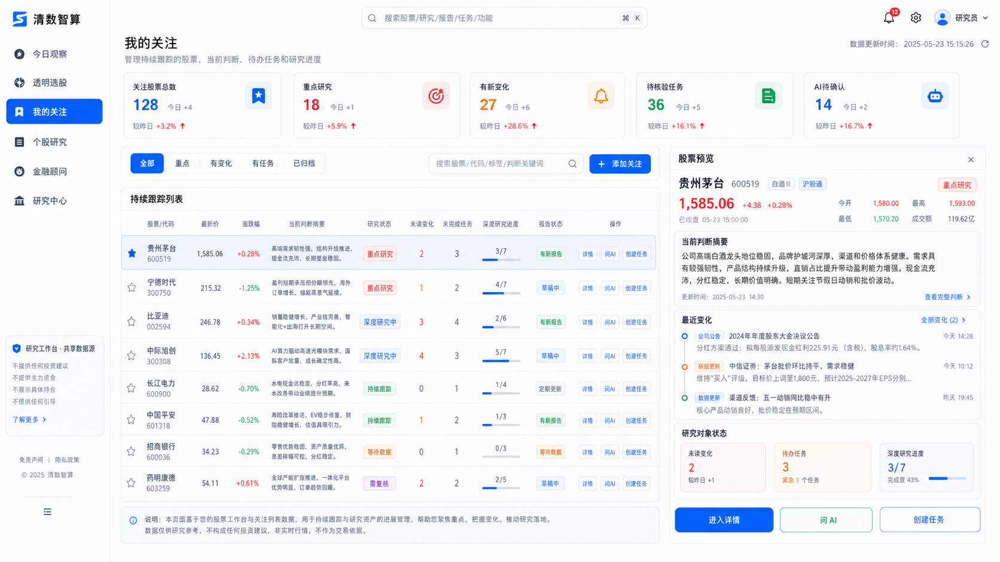 清数智算
搜索股票/研究/报告/任务/功能
⌘ K
12
研究员
今日观察
透明选股
我的关注
个股研究
金融顾问
研究中心
研究工作台 · 共享数据源
不提供任何投资建议
不提供主力资金
不展示具体持仓
不提供任何引导
了解更多
免责声明 | 隐私政策
© 2025 清数智算
我的关注
管理持续跟踪的股票、当前判断、待办任务和研究进度
数据更新时间: 2025-05-23 15:15:26
关注股票总数
128 今日 +4
较昨日 +3.2% ↑
重点研究
18 今日 +1
较昨日 +5.9% ↑
有新变化
27 今日 +6
较昨日 +28.6% ↑
待核验任务
36 今日 +5
较昨日 +16.1% ↑
AI待确认
14 今日 +2
较昨日 +16.7% ↑
全部 重点 有变化 有任务 已归档
搜索股票/代码/标签/判断关键词
+ 添加关注
持续跟踪列表
股票/代码 最新价 涨跌幅 当前判断摘要 研究状态 未读变化 未完成任务 深度研究进度 报告状态 操作
贵州茅台
600519
1,585.06 +0.28%
高端需求韧性强，结构升级推进，
现金流充沛，长期壁垒稳固。
重点研究 2 3 3/7 有新报告 详情 问AI 创建任务
宁德时代
300750
215.32 -1.25%
盈利短期承压但份额领先，海外
订单增长，储能高景气延续。
重点研究 1 2 4/7 草稿中 详情 问AI 创建任务
比亚迪
002594
246.78 +0.34%
销量稳健增长，产业链完善，智
能化+出海打开长期空间。
深度研究中 3 4 2/6 有新报告 详情 问AI 创建任务
中际旭创
300308
136.45 +2.13%
AI算力驱动高速光模块需求，国
际客户放量，成长确定性高。
深度研究中 4 3 5/7 草稿中 详情 问AI 创建任务
长江电力
600900
28.62 -0.70%
水电现金流稳定，分红率高，来
水改善带动业绩提升预期。
持续跟踪 0 1 1/4 定期更新 详情 问AI 创建任务
中国平安
601318
47.88 -0.52%
寿险改革推进，EV稳步修复，财
险稳健增长，估值具吸引力。
持续跟踪 1 2 1/3 有新报告 详情 问AI 创建任务
招商银行
600036
34.23 -0.29%
零售优势稳固，资产质量优异，
息差降幅可控，分红稳定。
等待数据 0 1 0/3 等待数据 详情 问AI 创建任务
药明康德
603259
54.11 +0.61%
全球产能扩张推进，一体化平台
优势明显，订单趋势回暖。
需复核 2 2 2/5 草稿中 详情 问AI 创建任务
说明：本页面基于您的股票工作台与关注列表数据，用于持续跟踪与研究资产的进展管理，帮助您聚焦重点、把握变化、推动研究落地。
数据仅供研究参考，不构成任何投资建议，非实时行情，不作为交易依据。
股票预览
贵州茅台 600519 白酒II 沪股通 重点研究
1,585.06 +4.38 +0.28%
已收盘 05-23 15:00:00
今开 1,580.00 最高 1,593.00
最低 1,570.20 成交额 119.62亿
当前判断摘要
公司高端白酒龙头地位稳固，品牌护城河深厚，渠道和价格体系健康。需求具
有较强韧性，产品结构持续升级，直销占比提升带动盈利能力增强。现金流充
沛，分红稳定，长期价值明确。短期关注节假日动销和批价波动。
更新时间: 2025-05-23 14:30
查看完整判断
最近变化
全部变化 (2)
公司公告 2024年年度股东大会决议公告 今天 14:28
分红方案通过：拟每股派发现金红利225.91元（含税），股息率约1.64%。
研报更新 中信证券：茅台批价环比持平，需求稳健 今天 10:12
维持"买入"评级，目标价上调至1,800元，预计2025-2027年EPS分别...
数据更新 渠道反馈：五一动销同比稳中有升 昨天 19:45
核心产品动销良好，批价稳定在预期区间。
研究对象状态
未读变化
2
较昨日 +1
待办任务
3
紧急 1 个任务
深度研究进度
3/7
完成度 43%
进入详情
问 AI
创建任务